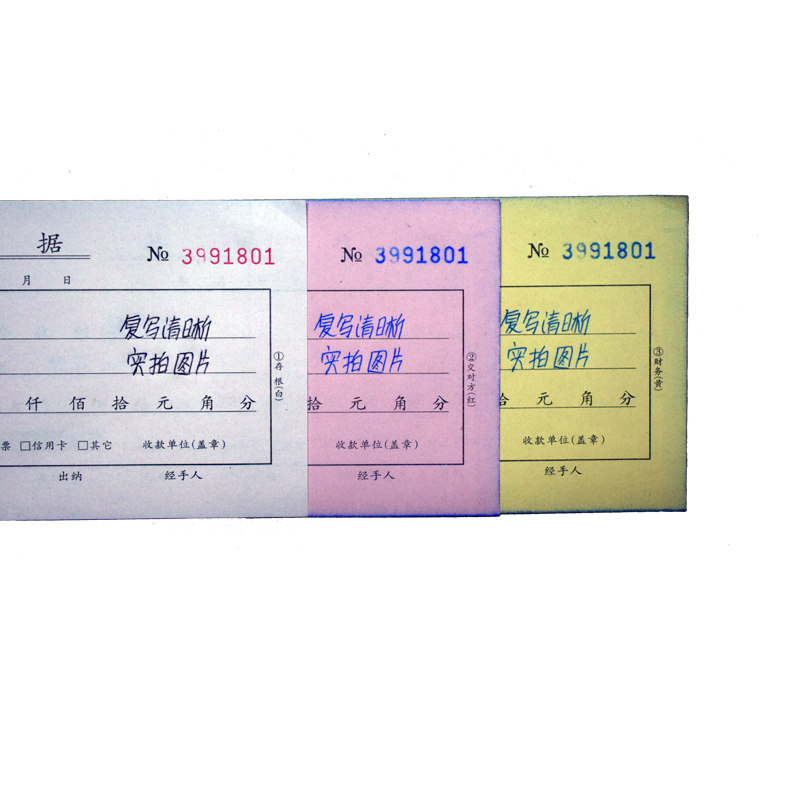 据
№ 3991801
月 日
复写清晰
实拍图片
仟 佰 拾 元 角 分
票 □信用卡 □其它 收款单位(盖章)
出纳 经手人
①存根(白)
№ 3991801
复写清晰
实拍图片
拾 元 角 分
收款单位(盖章)
经手人
②交对方(红)
№ 3991801
复写清晰
实拍图片
拾 元 角 分
收款单位(盖章)
经手人
③财务(黄)